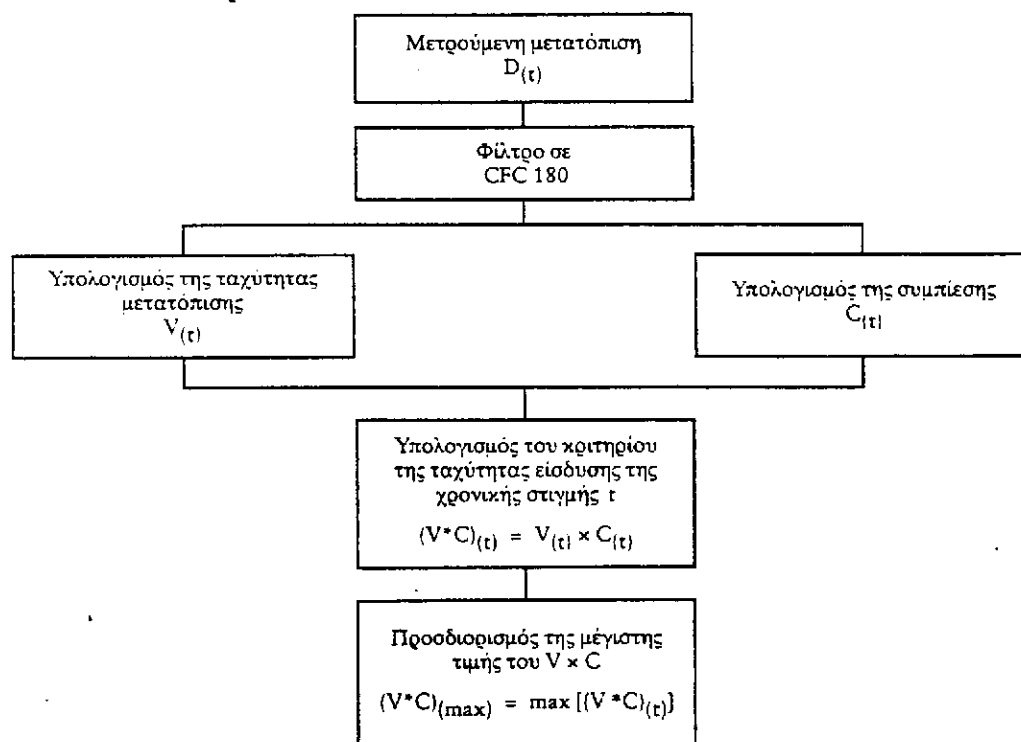 Μετρούμενη μετατόπιση
D(t)
Φίλτρο σε
CFC 180
Υπολογισμός της ταχύτητας
μετατόπισης
V(t)
Υπολογισμός της συμπίεσης
C(t)
Υπολογισμός του κριτηρίου
της ταχύτητας είσδυσης της
χρονικής στιγμής t
(V*C)(t) = V(t) × C(t)
Προσδιορισμός της μέγιστης
τιμής του V × C
(V*C)(max) = max [(V *C)(t)]